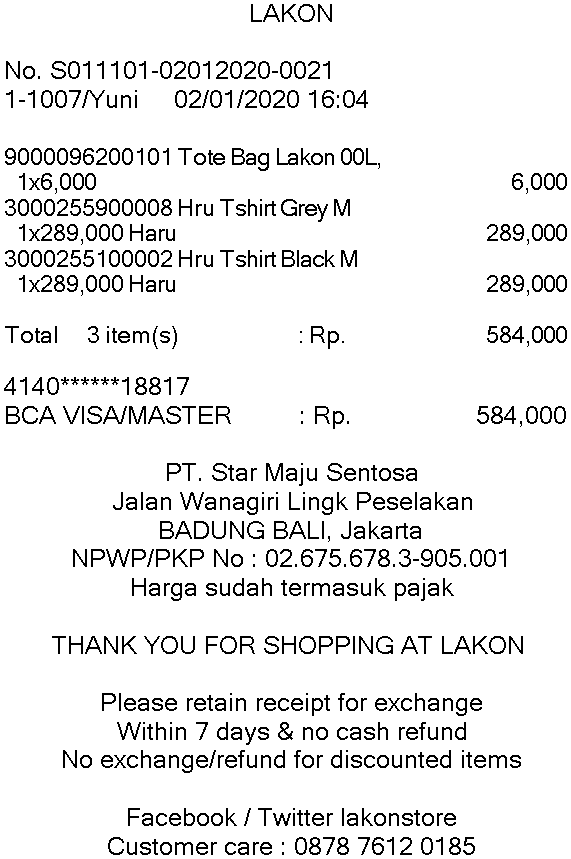 LAKON
No. S011101-02012020-0021
1-1007/Yuni 02/01/2020 16:04
9000096200101 Tote Bag Lakon 00L,
1x6,000 6,000
3000255900008 Hru Tshirt Grey M
1x289,000 Haru 289,000
3000255100002 Hru Tshirt Black M
1x289,000 Haru 289,000
Total 3 item(s) : Rp. 584,000
4140******18817
BCA VISA/MASTER : Rp. 584,000
PT. Star Maju Sentosa
Jalan Wanagiri Lingk Peselakan
BADUNG BALI, Jakarta
NPWP/PKP No : 02.675.678.3-905.001
Harga sudah termasuk pajak
THANK YOU FOR SHOPPING AT LAKON
Please retain receipt for exchange
Within 7 days & no cash refund
No exchange/refund for discounted items
Facebook / Twitter lakonstore
Customer care : 0878 7612 0185